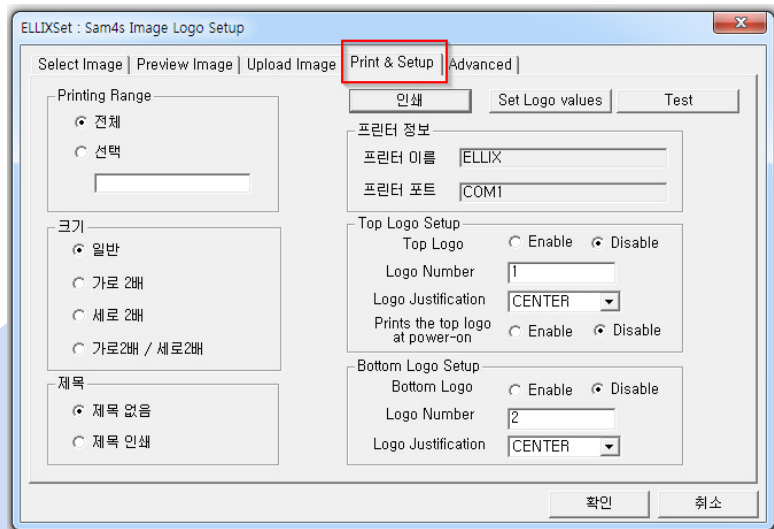 ELLIXSet : Sam4s Image Logo Setup
Select Image | Preview Image | Upload Image | Print & Setup | Advanced |
Printing Range
전체
선택
크기
일반
가로 2배
세로 2배
가로2배 / 세로2배
제목
제목 없음
제목 인쇄
인쇄 Set Logo values Test
프린터 정보
프린터 이름 ELLIX
프린터 포트 COM1
Top Logo Setup
Top Logo Enable Disable
Logo Number 1
Logo Justification CENTER
Prints the top logo
at power-on Enable Disable
Bottom Logo Setup
Bottom Logo Enable Disable
Logo Number 2
Logo Justification CENTER
확인 취소